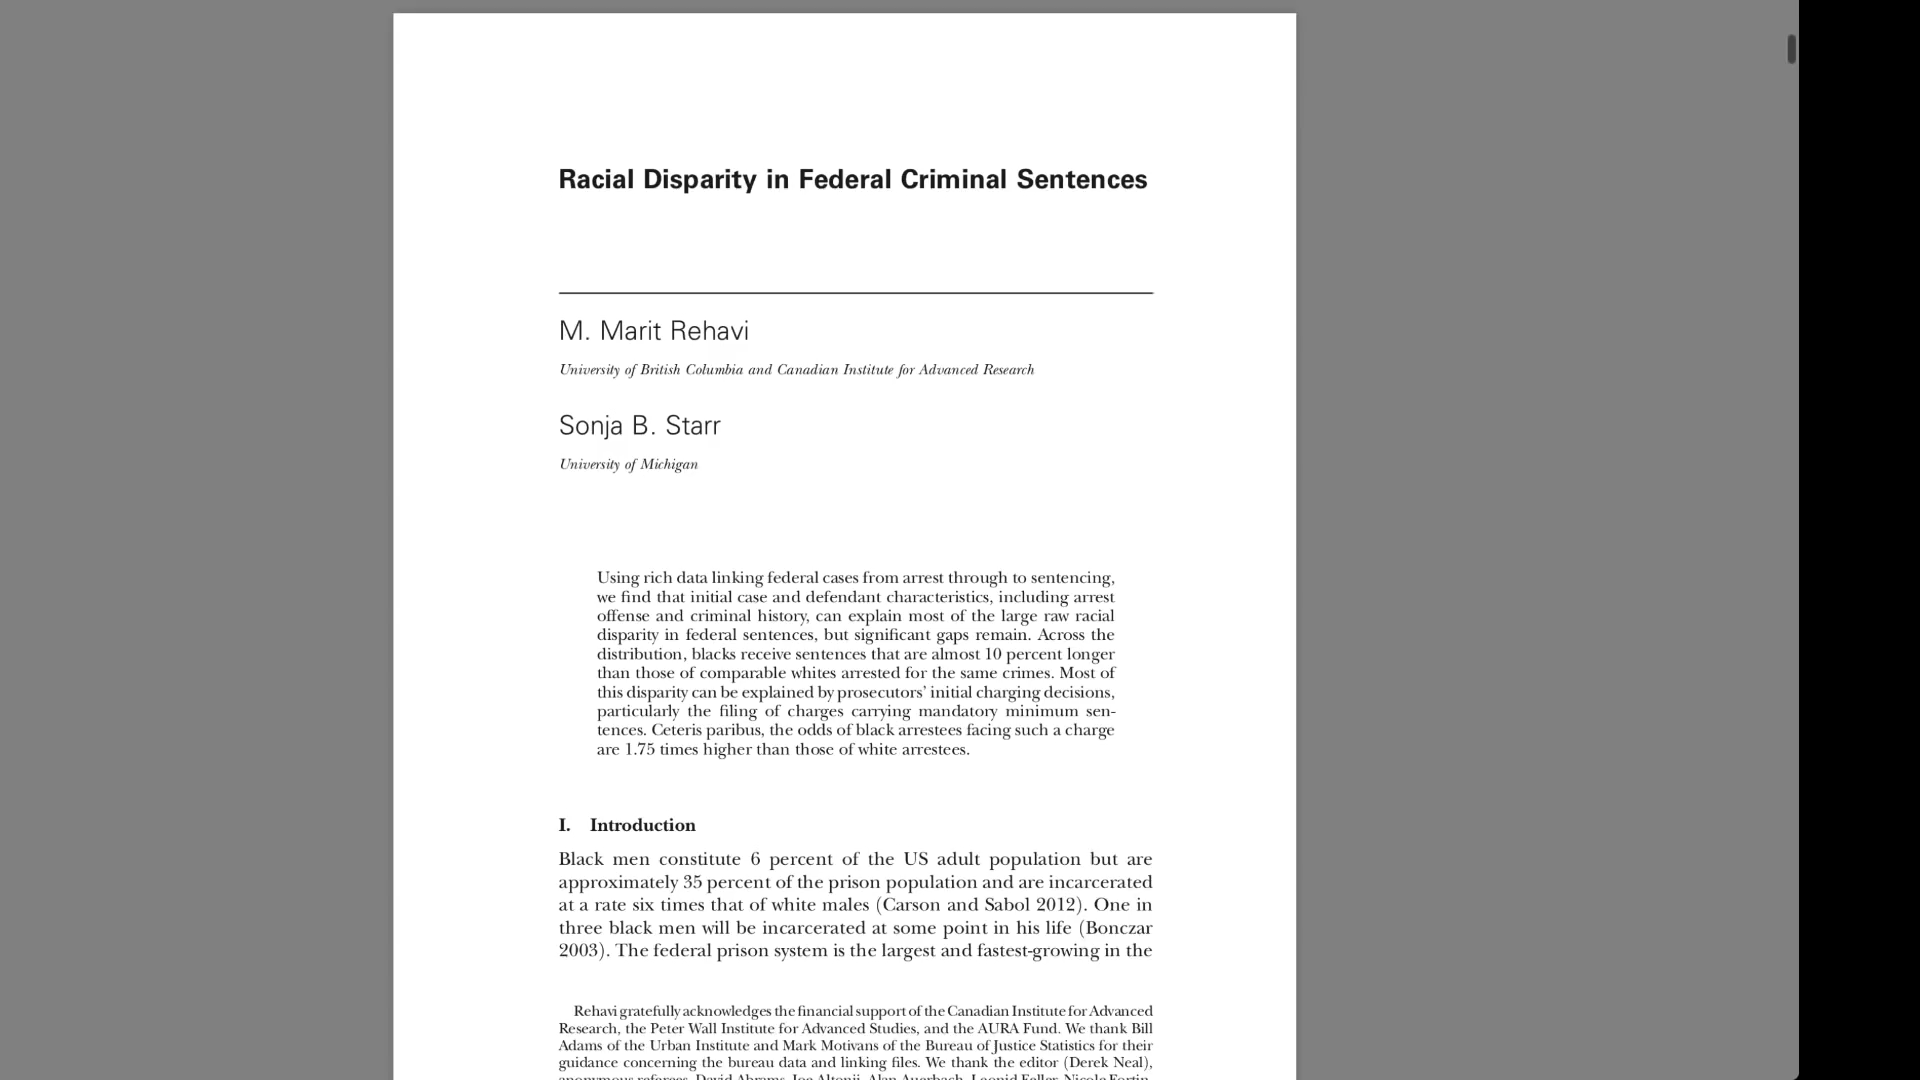 Racial Disparity in Federal Criminal Sentences
M. Marit Rehavi
University of British Columbia and Canadian Institute for Advanced Research
Sonja B. Starr
University of Michigan
Using rich data linking federal cases from arrest through to sentencing,
we find that initial case and defendant characteristics, including arrest
offense and criminal history, can explain most of the large raw racial
disparity in federal sentences, but significant gaps remain. Across the
distribution, blacks receive sentences that are almost 10 percent longer
than those of comparable whites arrested for the same crimes. Most of
this disparity can be explained by prosecutors' initial charging decisions,
particularly the filing of charges carrying mandatory minimum sen-
tences. Ceteris paribus, the odds of black arrestees facing such a charge
are 1.75 times higher than those of white arrestees.
I. Introduction
Black men constitute 6 percent of the US adult population but are
approximately 35 percent of the prison population and are incarcerated
at a rate six times that of white males (Carson and Sabol 2012). One in
three black men will be incarcerated at some point in his life (Bonczar
2003). The federal prison system is the largest and fastest-growing in the
Rehavi gratefully acknowledges the financial support of the Canadian Institute for Advanced
Research, the Peter Wall Institute for Advanced Studies, and the AURA Fund. We thank Bill
Adams of the Urban Institute and Mark Motivans of the Bureau of Justice Statistics for their
guidance concerning the bureau data and linking files. We thank the editor (Derek Neal),
anonymous referees, David Abrams, Joe Altonji, Alan Auerbach, Leonid Feller, Nicole Fortin,